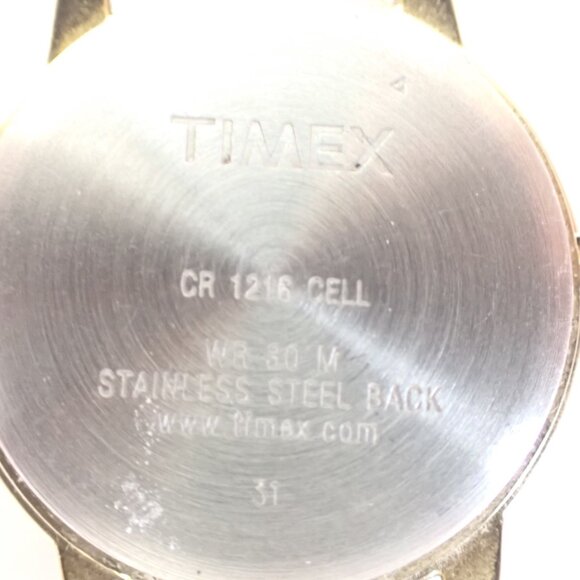 TIMEX
CR 1216 CELL
WR 30 M
STAINLESS STEEL BACK
www.timex.com
31